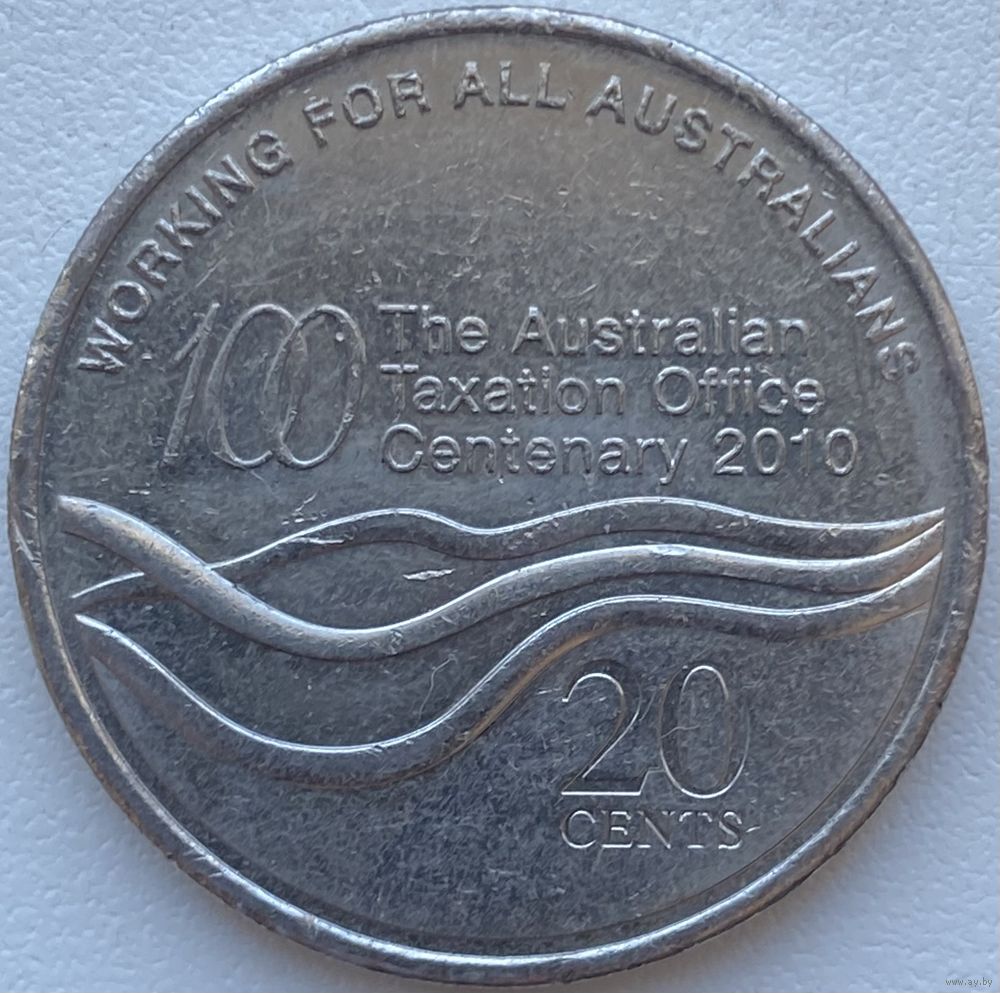 WORKING FOR ALL AUSTRALIANS
100
The Australian
Taxation Office
Centenary 2010
20
CENTS
www.ay.by